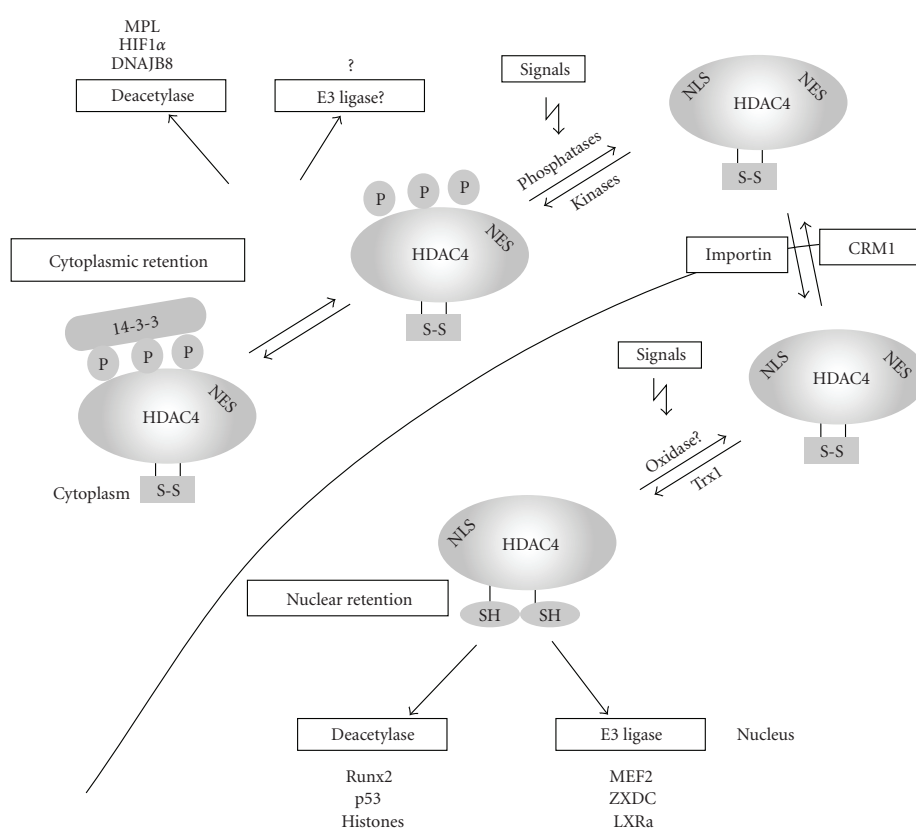 MPL
HIF1α
DNAJB8
Deacetylase
?
E3 ligase?
Signals
NLS
NES
HDAC4
S-S
Phosphatases
Kinases
P
P
P
NES
HDAC4
S-S
Cytoplasmic retention
14-3-3
P
P
P
NES
HDAC4
S-S
Cytoplasm
Importin
CRM1
Signals
NLS
NES
HDAC4
S-S
Oxidase?
Trx1
NLS
HDAC4
SH
SH
Nuclear retention
Deacetylase
E3 ligase
Nucleus
Runx2
p53
Histones
MEF2
ZXDC
LXRa